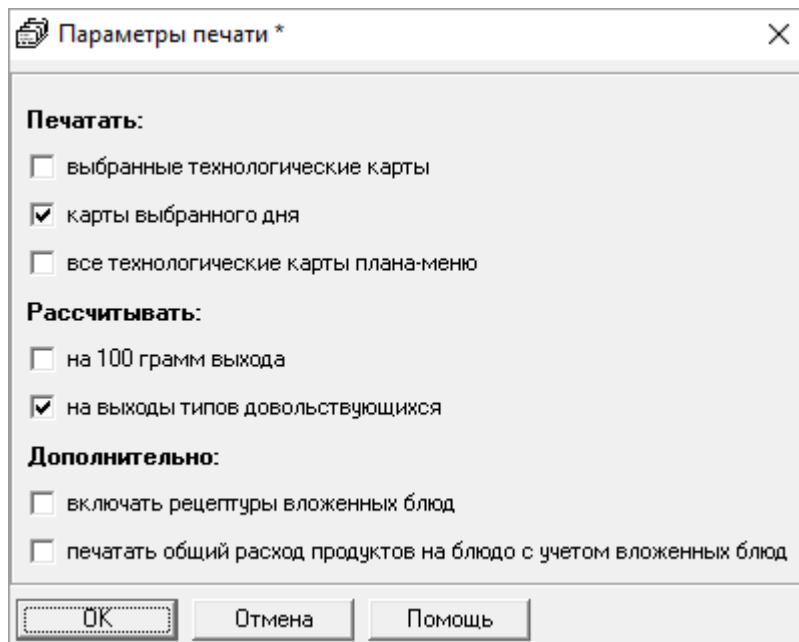 Параметры печати *
Печатать:
выбранные технологические карты
карты выбранного дня
все технологические карты плана-меню
Рассчитывать:
на 100 грамм выхода
на выходы типов довольствующихся
Дополнительно:
включать рецептуры вложенных блюд
печатать общий расход продуктов на блюдо с учетом вложенных блюд
OK Отмена Помощь